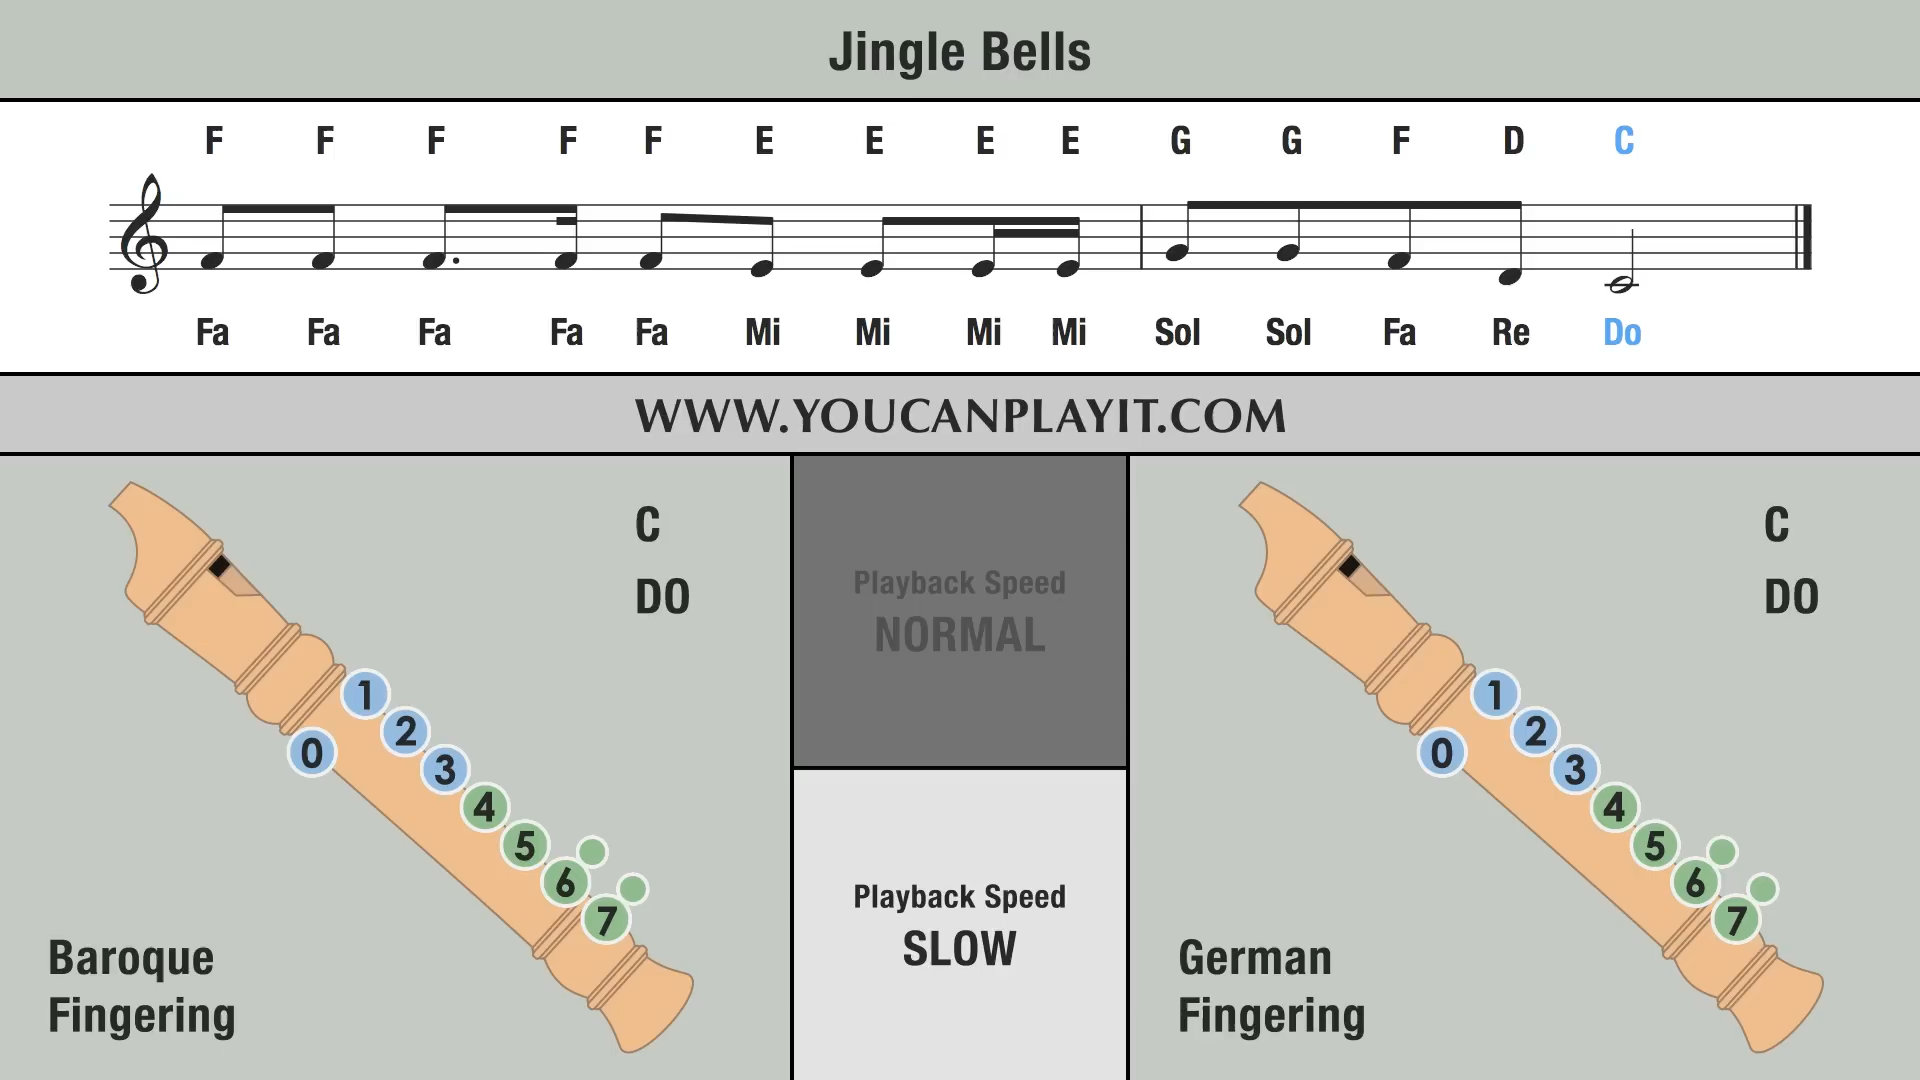 Jingle Bells
F F F F F E E E E G G F D C
Fa Fa Fa Fa Fa Mi Mi Mi Mi Sol Sol Fa Re Do
WWW.YOUCANPLAYIT.COM
C
DO
0 1 2 3 4 5 6 7
Baroque
Fingering
Playback Speed
NORMAL
Playback Speed
SLOW
C
DO
0 1 2 3 4 5 6 7
German
Fingering